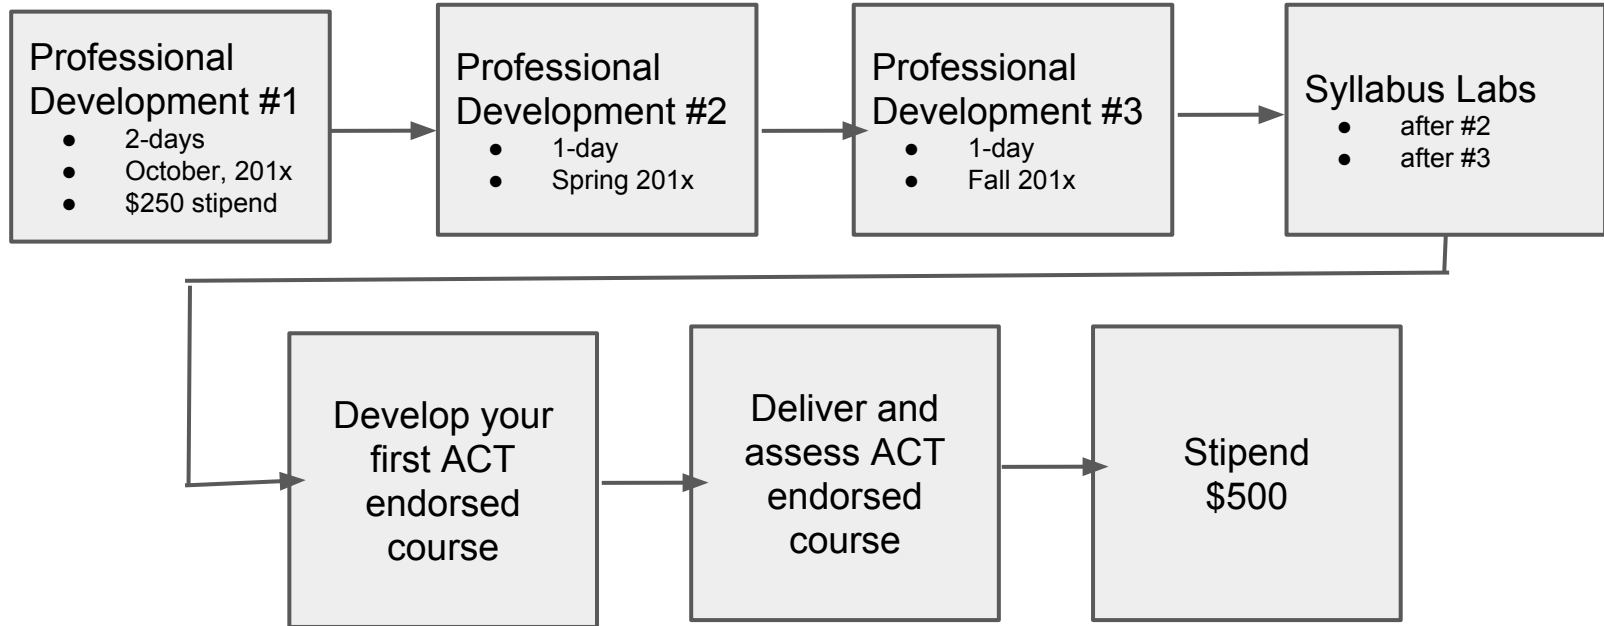 Professional
Development #1
● 2-days
● October, 201x
● $250 stipend
Professional
Development #2
● 1-day
● Spring 201x
Professional
Development #3
● 1-day
● Fall 201x
Syllabus Labs
● after #2
● after #3
Develop your
first ACT
endorsed
course
Deliver and
assess ACT
endorsed
course
Stipend
$500